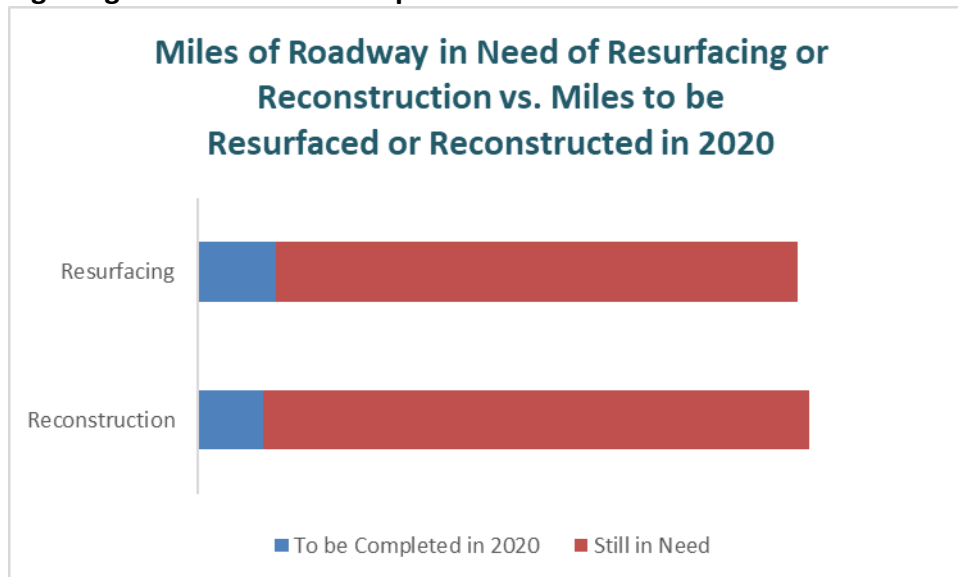 Miles of Roadway in Need of Resurfacing or
Reconstruction vs. Miles to be
Resurfaced or Reconstructed in 2020
Resurfacing
Reconstruction
To be Completed in 2020 Still in Need